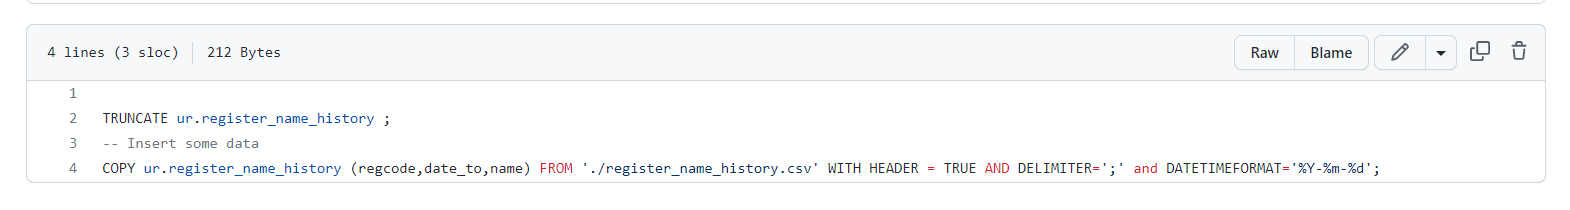 4 lines (3 sloc) 212 Bytes Raw Blame
1
2 TRUNCATE ur.register_name_history ;
3 -- Insert some data
4 COPY ur.register_name_history (regcode,date_to,name) FROM './register_name_history.csv' WITH HEADER = TRUE AND DELIMITER=';' and DATETIMEFORMAT='%Y-%m-%d';